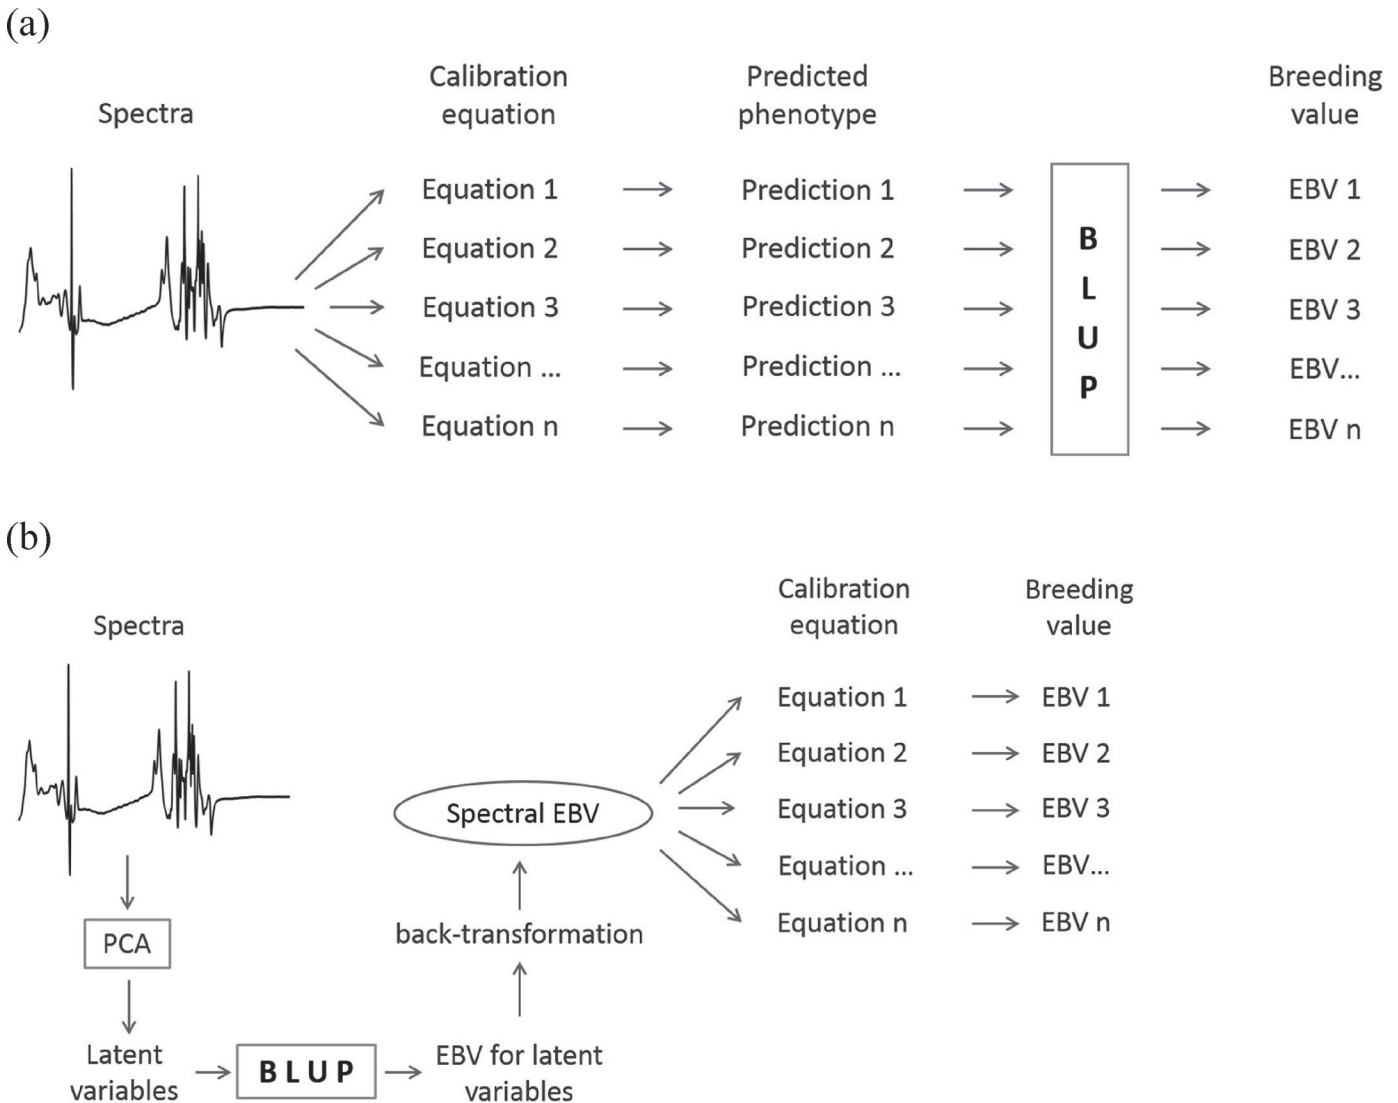 (a)
Spectra
Calibration
equation
Predicted
phenotype
Breeding
value
Equation 1
Prediction 1
EBV 1
Equation 2
Prediction 2
EBV 2
Equation 3
Prediction 3
EBV 3
Equation ...
Prediction ...
EBV...
Equation n
Prediction n
EBV n
B
L
U
P
(b)
Spectra
PCA
Latent
variables
B L U P
EBV for latent
variables
back-transformation
Spectral EBV
Calibration
equation
Breeding
value
Equation 1
EBV 1
Equation 2
EBV 2
Equation 3
EBV 3
Equation ...
EBV...
Equation n
EBV n